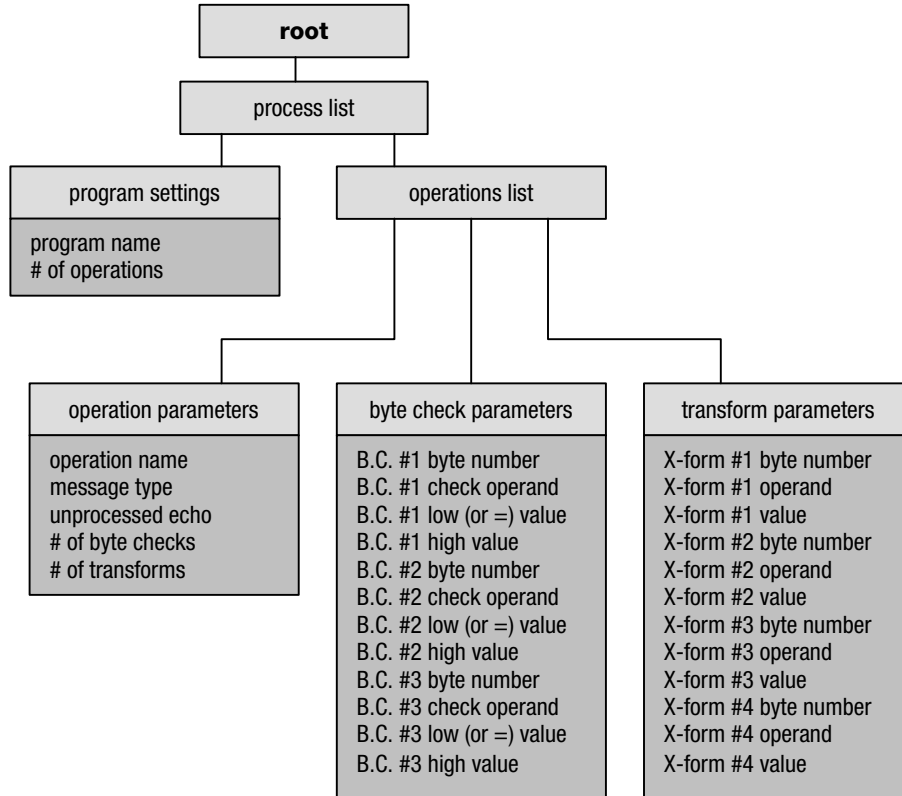 root
process list
program settings
program name
# of operations
operations list
operation parameters
operation name
message type
unprocessed echo
# of byte checks
# of transforms
byte check parameters
B.C. #1 byte number
B.C. #1 check operand
B.C. #1 low (or =) value
B.C. #1 high value
B.C. #2 byte number
B.C. #2 check operand
B.C. #2 low (or =) value
B.C. #2 high value
B.C. #3 byte number
B.C. #3 check operand
B.C. #3 low (or =) value
B.C. #3 high value
transform parameters
X-form #1 byte number
X-form #1 operand
X-form #1 value
X-form #2 byte number
X-form #2 operand
X-form #2 value
X-form #3 byte number
X-form #3 operand
X-form #3 value
X-form #4 byte number
X-form #4 operand
X-form #4 value